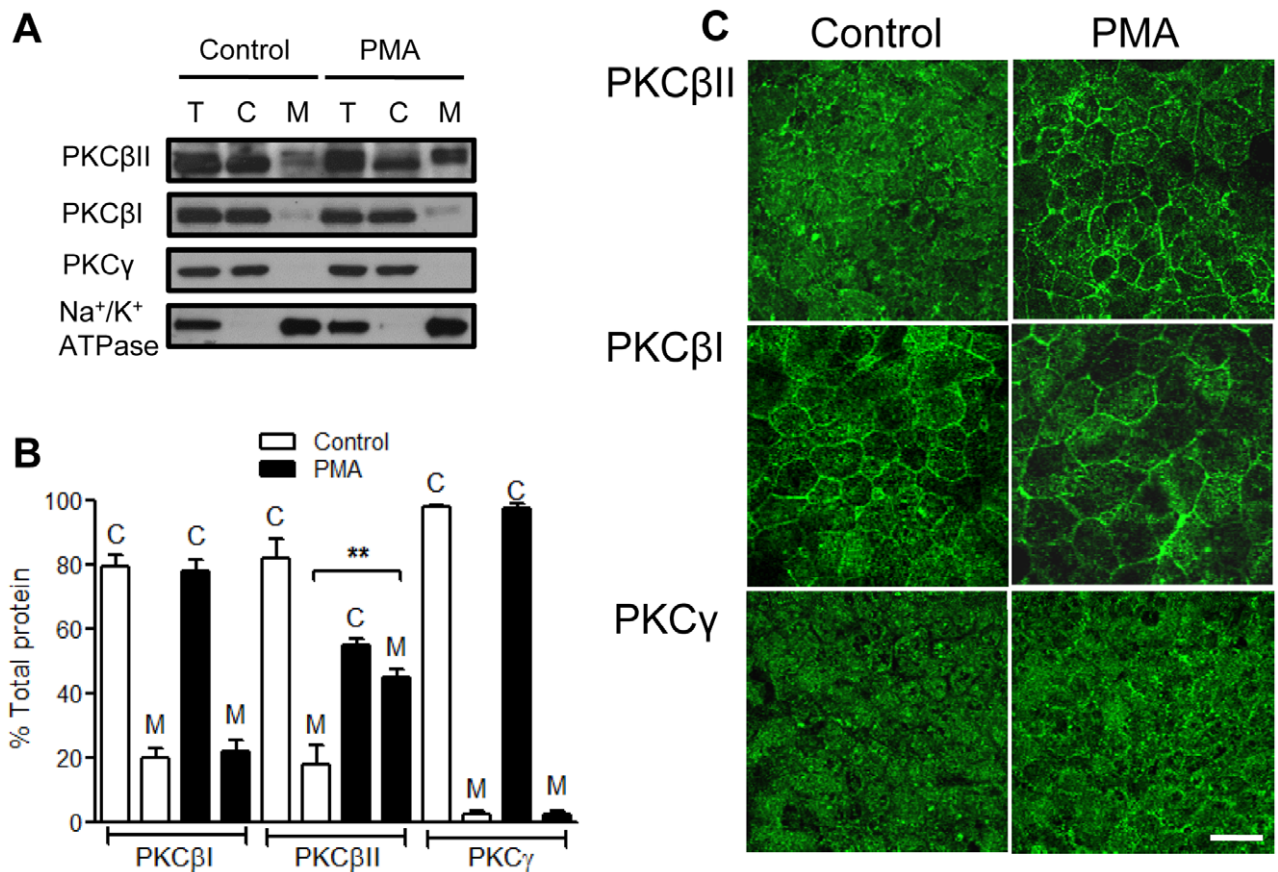 A
Control PMA
T C M T C M
PKCβII
PKCβI
PKCγ
Na⁺/K⁺
ATPase
B
Control
PMA
% Total protein
100
80
60
40
20
0
C M C M
C M ** C M
C M C M
PKCβI PKCβII PKCγ
C
Control PMA
PKCβII
PKCβI
PKCγ